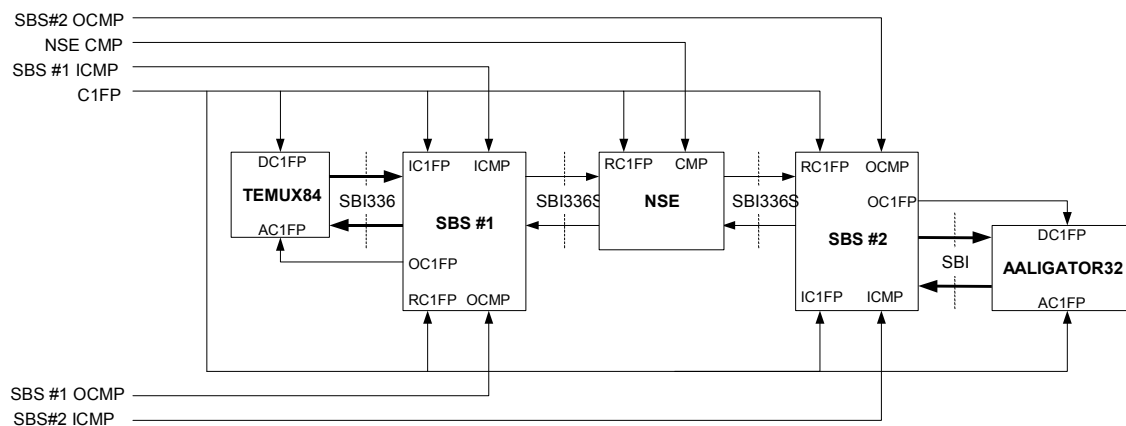 SBS#2 OCMP
NSE CMP
SBS #1 ICMP
C1FP
DC1FP
TEMUX84
AC1FP
SBI336
IC1FP ICMP
SBS #1
OC1FP
RC1FP OCMP
SBI336S
RC1FP CMP
NSE
SBI336S
RC1FP OCMP
OC1FP
SBS #2
IC1FP ICMP
SBI
DC1FP
AALIGATOR32
AC1FP
SBS #1 OCMP
SBS#2 ICMP